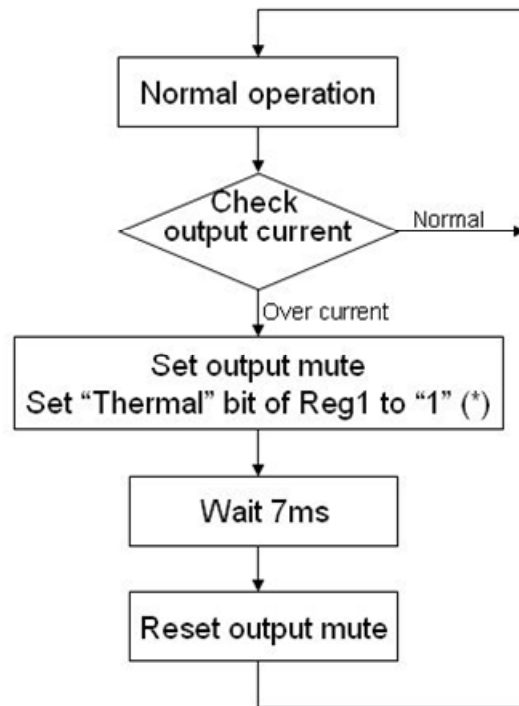 Normal operation
Check
output current
Normal
Over current
Set output mute
Set “Thermal” bit of Reg1 to “1” (*)
Wait 7ms
Reset output mute